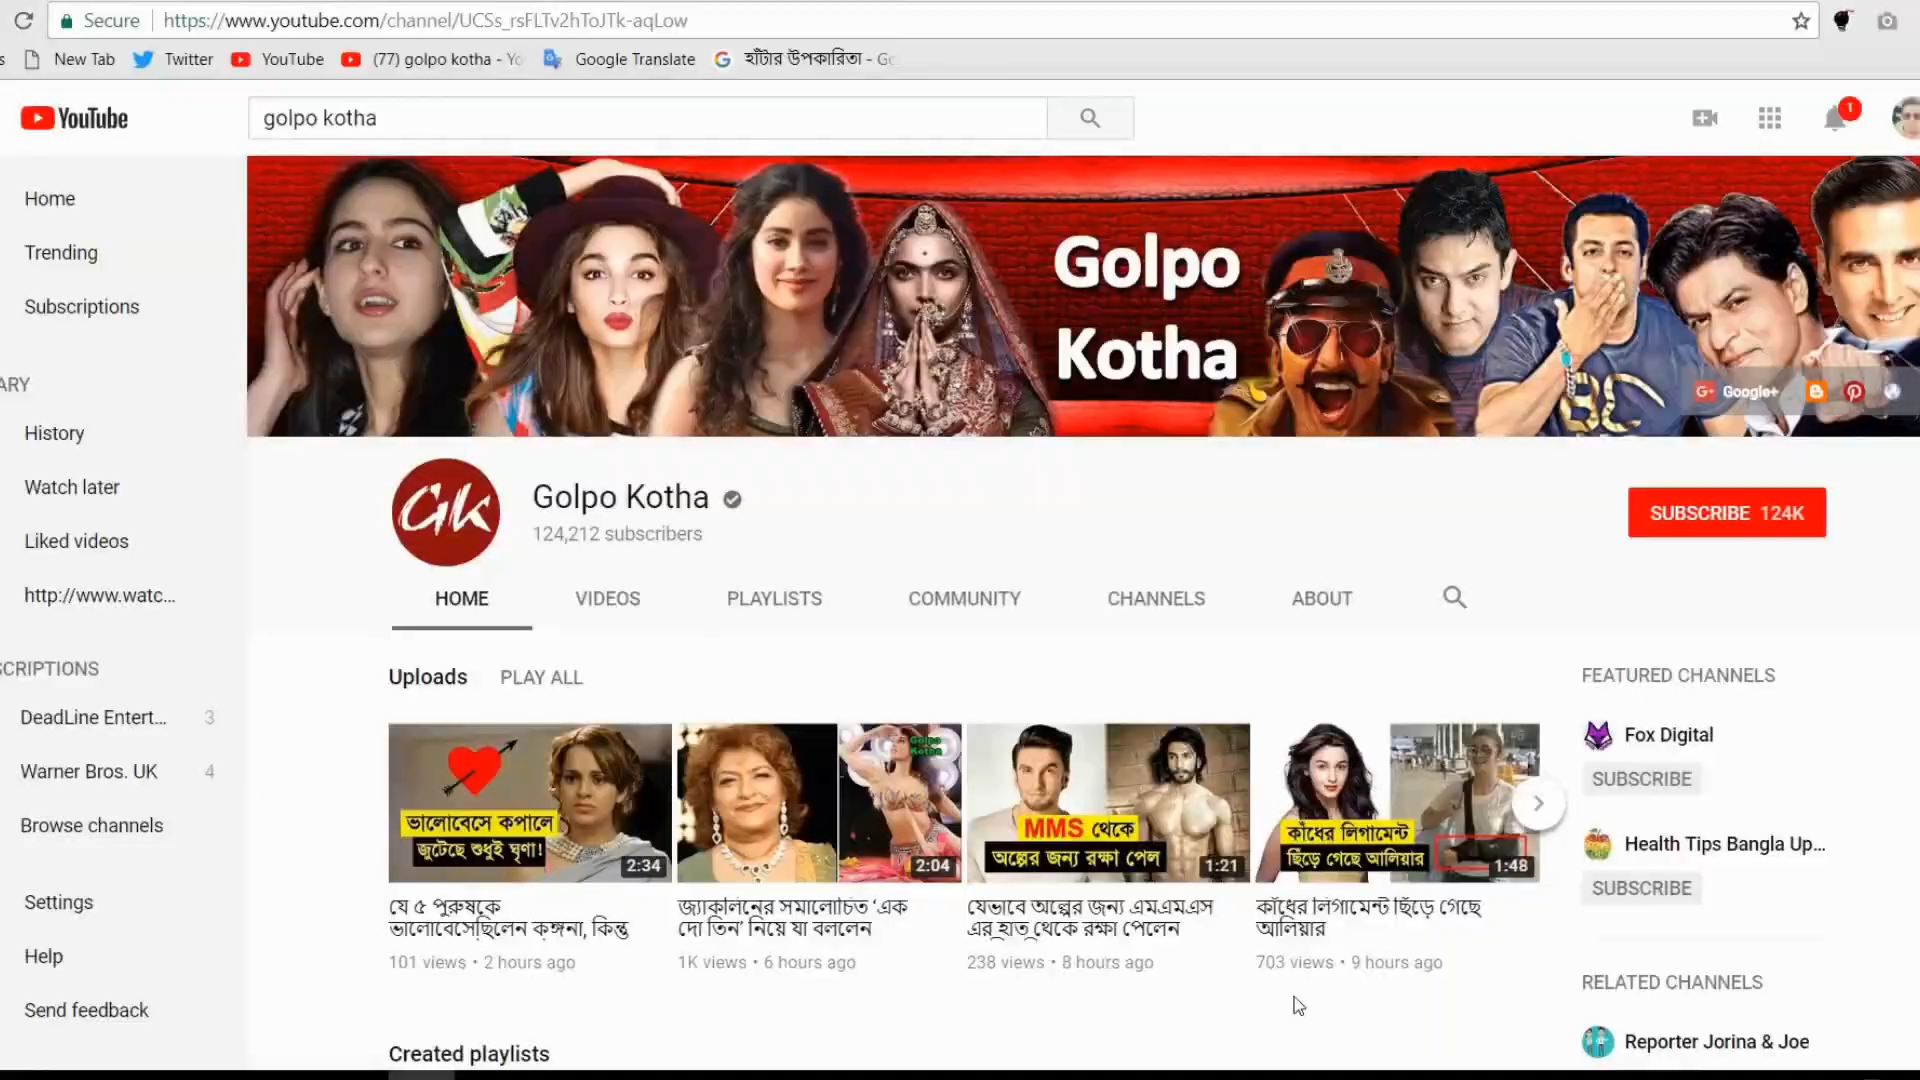 Secure
https://www.youtube.com/channel/UCSs_rsFLTv2hToJTk-aqLow
New Tab
Twitter
YouTube
(77) golpo kotha - Yo
Google Translate
হাঁটার উপকারিতা - Go
YouTube
golpo kotha
1
Home
Trending
Subscriptions
ARY
History
Watch later
Liked videos
http://www.watc...
SCRIPTIONS
DeadLine Entert... 3
Warner Bros. UK 4
Browse channels
Settings
Help
Send feedback
Golpo
Kotha
Google+
GK
Golpo Kotha
124,212 subscribers
SUBSCRIBE 124K
HOME
VIDEOS
PLAYLISTS
COMMUNITY
CHANNELS
ABOUT
Uploads
PLAY ALL
ভালোবেসে কপালে
জুটেছে শুধুই ঘৃণা!
2:34
যে ৫ পুরুষকে
ভালোবেসেছিলেন কঙ্গনা, কিন্তু
101 views • 2 hours ago
Golpo
Kotha
2:04
জ্যাকলিনের সমালোচিত ‘এক
দো তিন’ নিয়ে যা বললেন
1K views • 6 hours ago
MMS থেকে
অল্পের জন্য রক্ষা পেল
1:21
যেভাবে অল্পের জন্য এমএমএস
এর হাত থেকে রক্ষা পেলেন
238 views • 8 hours ago
কাঁধের লিগামেন্ট
ছিঁড়ে গেছে আলিয়ার
1:48
কাঁধের লিগামেন্ট ছিঁড়ে গেছে
আলিয়ার
703 views • 9 hours ago
Created playlists
FEATURED CHANNELS
Fox Digital
SUBSCRIBE
Health Tips Bangla Up...
SUBSCRIBE
RELATED CHANNELS
Reporter Jorina & Joe